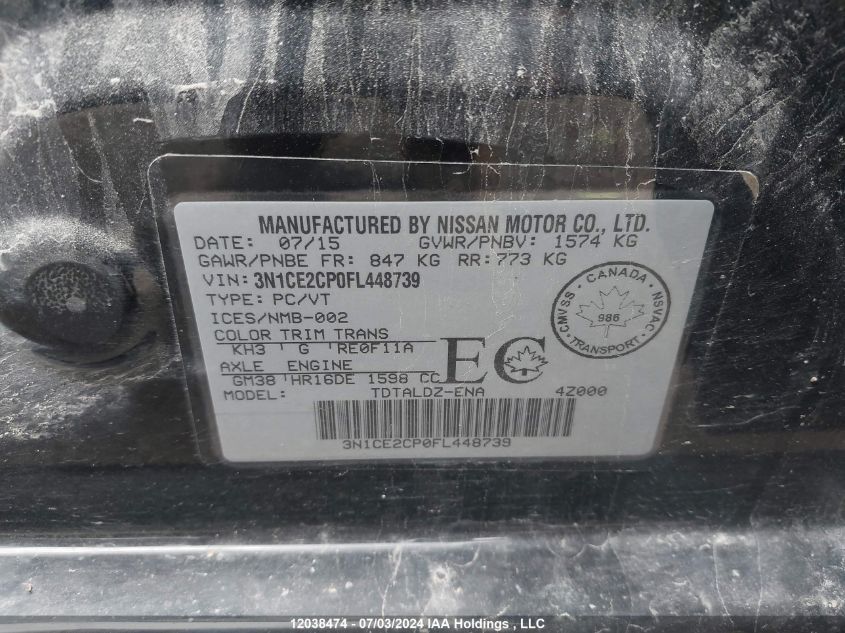 MANUFACTURED BY NISSAN MOTOR CO., LTD.
DATE: 07/15 GVWR/PNBV: 1574 KG
GAWR/PNBE FR: 847 KG RR: 773 KG
VIN: 3N1CE2CP0FL448739
TYPE: PC/VT
ICES/NMB-002
COLOR TRIM TRANS
KH3 G RE0F11A
AXLE ENGINE
GM38 HR16DE 1598 CC
MODEL: TDTALDZ-ENA 4Z000
3N1CE2CP0FL448739
EC
CANADA
CMVSS NSVAC
986
TRANSPORT
12038474 - 07/03/2024 IAA Holdings , LLC